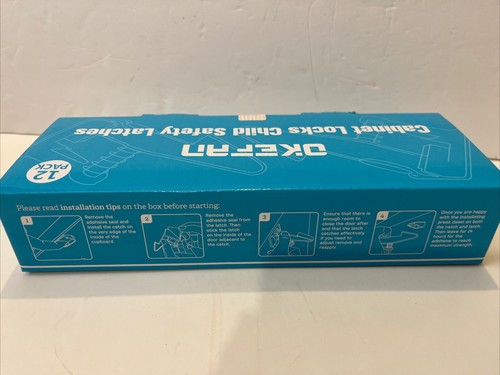 OKEFAN
Cabinet Locks Child Safety Latches
12
PACK
Please read installation tips on the box before starting:
1
Remove the
adhesive seal and
install the catch
on the very edge of the
inside of the
cupboard.
2
Remove the
adhesive seal from
the latch. Then
stick the latch
on the inside of the
door adjacent to
the catch.
3
Ensure that there is
enough room to
close the door after
and that the latch
catches effectively.
If you need to
adjust remove and
reapply.
4
Once you are happy
with the installing
press down on both
the catch and latch.
Then leave for 24
hours for the
adhesive to reach
maximum strength.